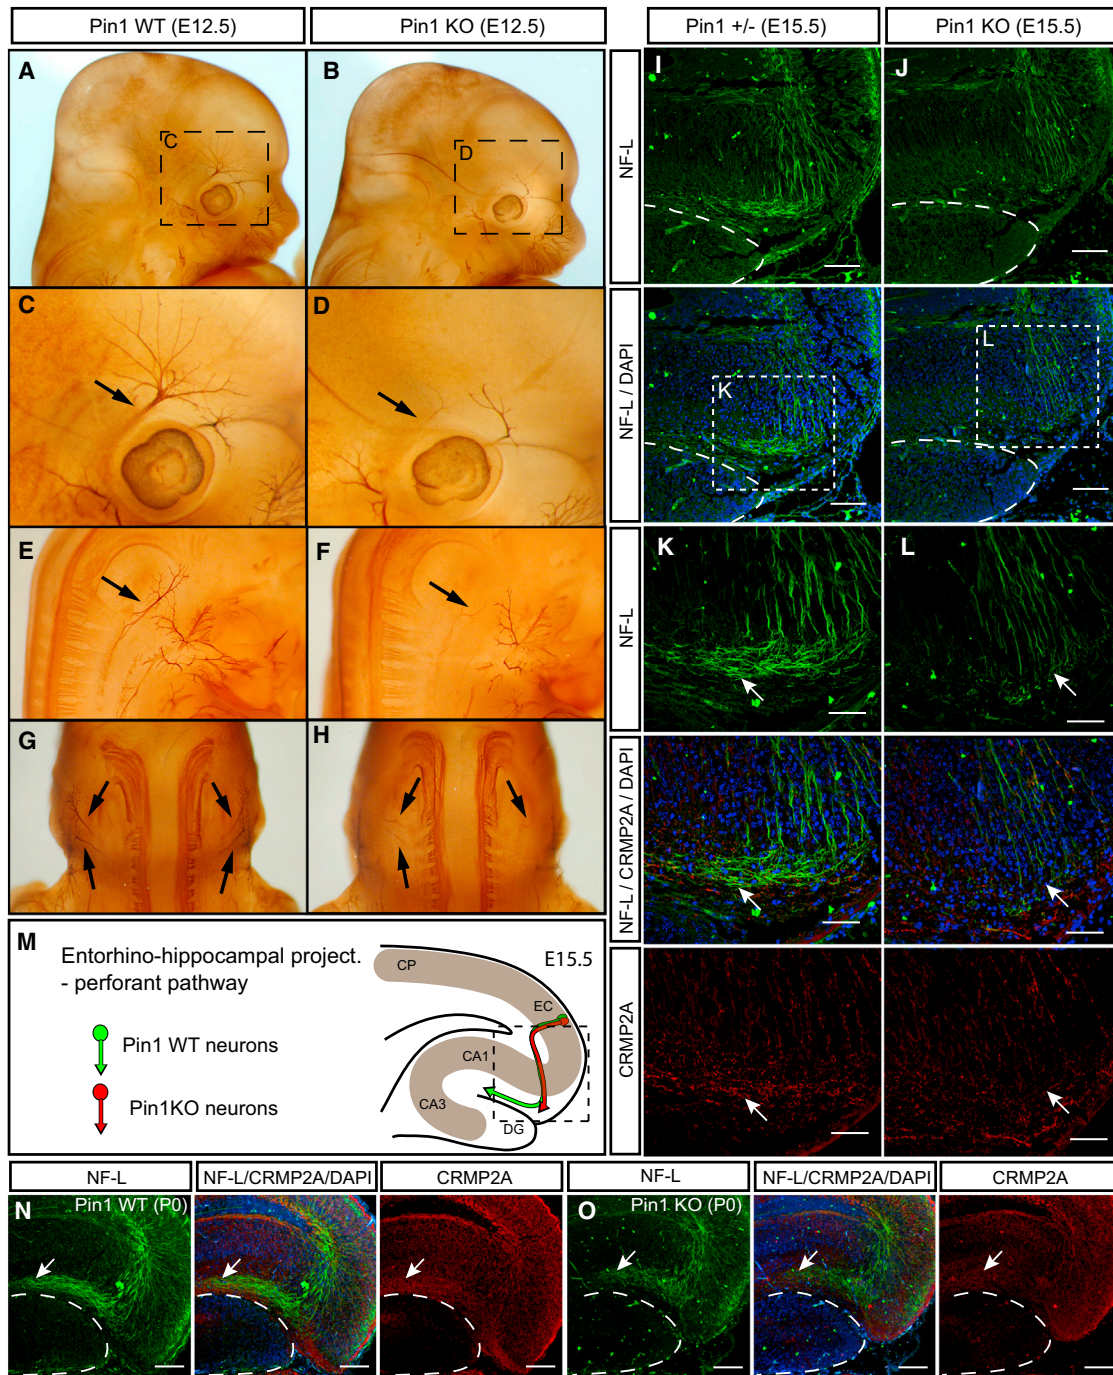 Pin1 WT (E12.5)
Pin1 KO (E12.5)
Pin1 +/- (E15.5)
Pin1 KO (E15.5)
A
C
B
D
NF-L
I
J
C
D
NF-L / DAPI
K
L
E
F
NF-L
K
L
G
H
NF-L / CRMP2A / DAPI
CRMP2A
M
Entorhino-hippocampal project.
- perforant pathway
Pin1 WT neurons
Pin1KO neurons
E15.5
CP
EC
CA1
CA3
DG
NF-L
NF-L/CRMP2A/DAPI
CRMP2A
NF-L
NF-L/CRMP2A/DAPI
CRMP2A
N
Pin1 WT (P0)
O
Pin1 KO (P0)